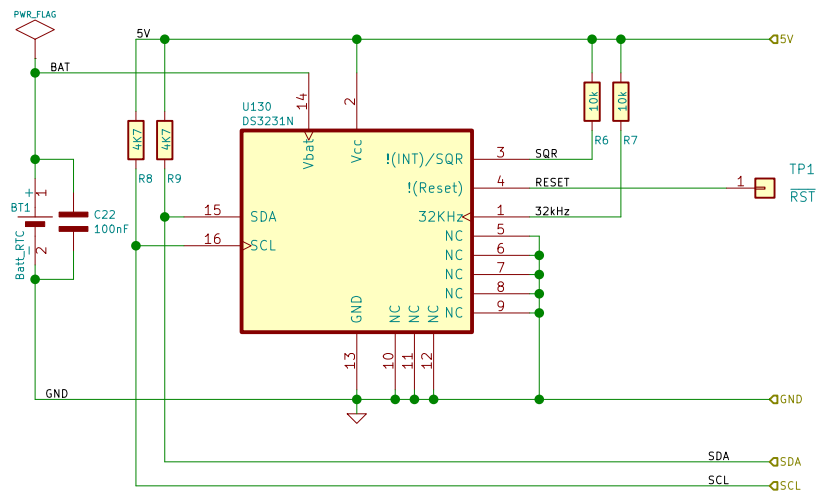 PWR_FLAG
5V
5V
BAT
14
2
U130
DS3231N
10k
10k
4K7
4K7
Vbat
Vcc
R6
R7
!(INT)/SQR
3
SQR
TP1
R8
R9
!(Reset)
4
RESET
1
RST
+
1
BT1
C22
100nF
15
SDA
32KHz
1
32kHz
NC
5
16
SCL
NC
6
−
2
Batt_RTC
NC
7
NC
8
GND
NC
NC
NC
NC
9
13
10
11
12
GND
GND
SDA
SDA
SCL
SCL